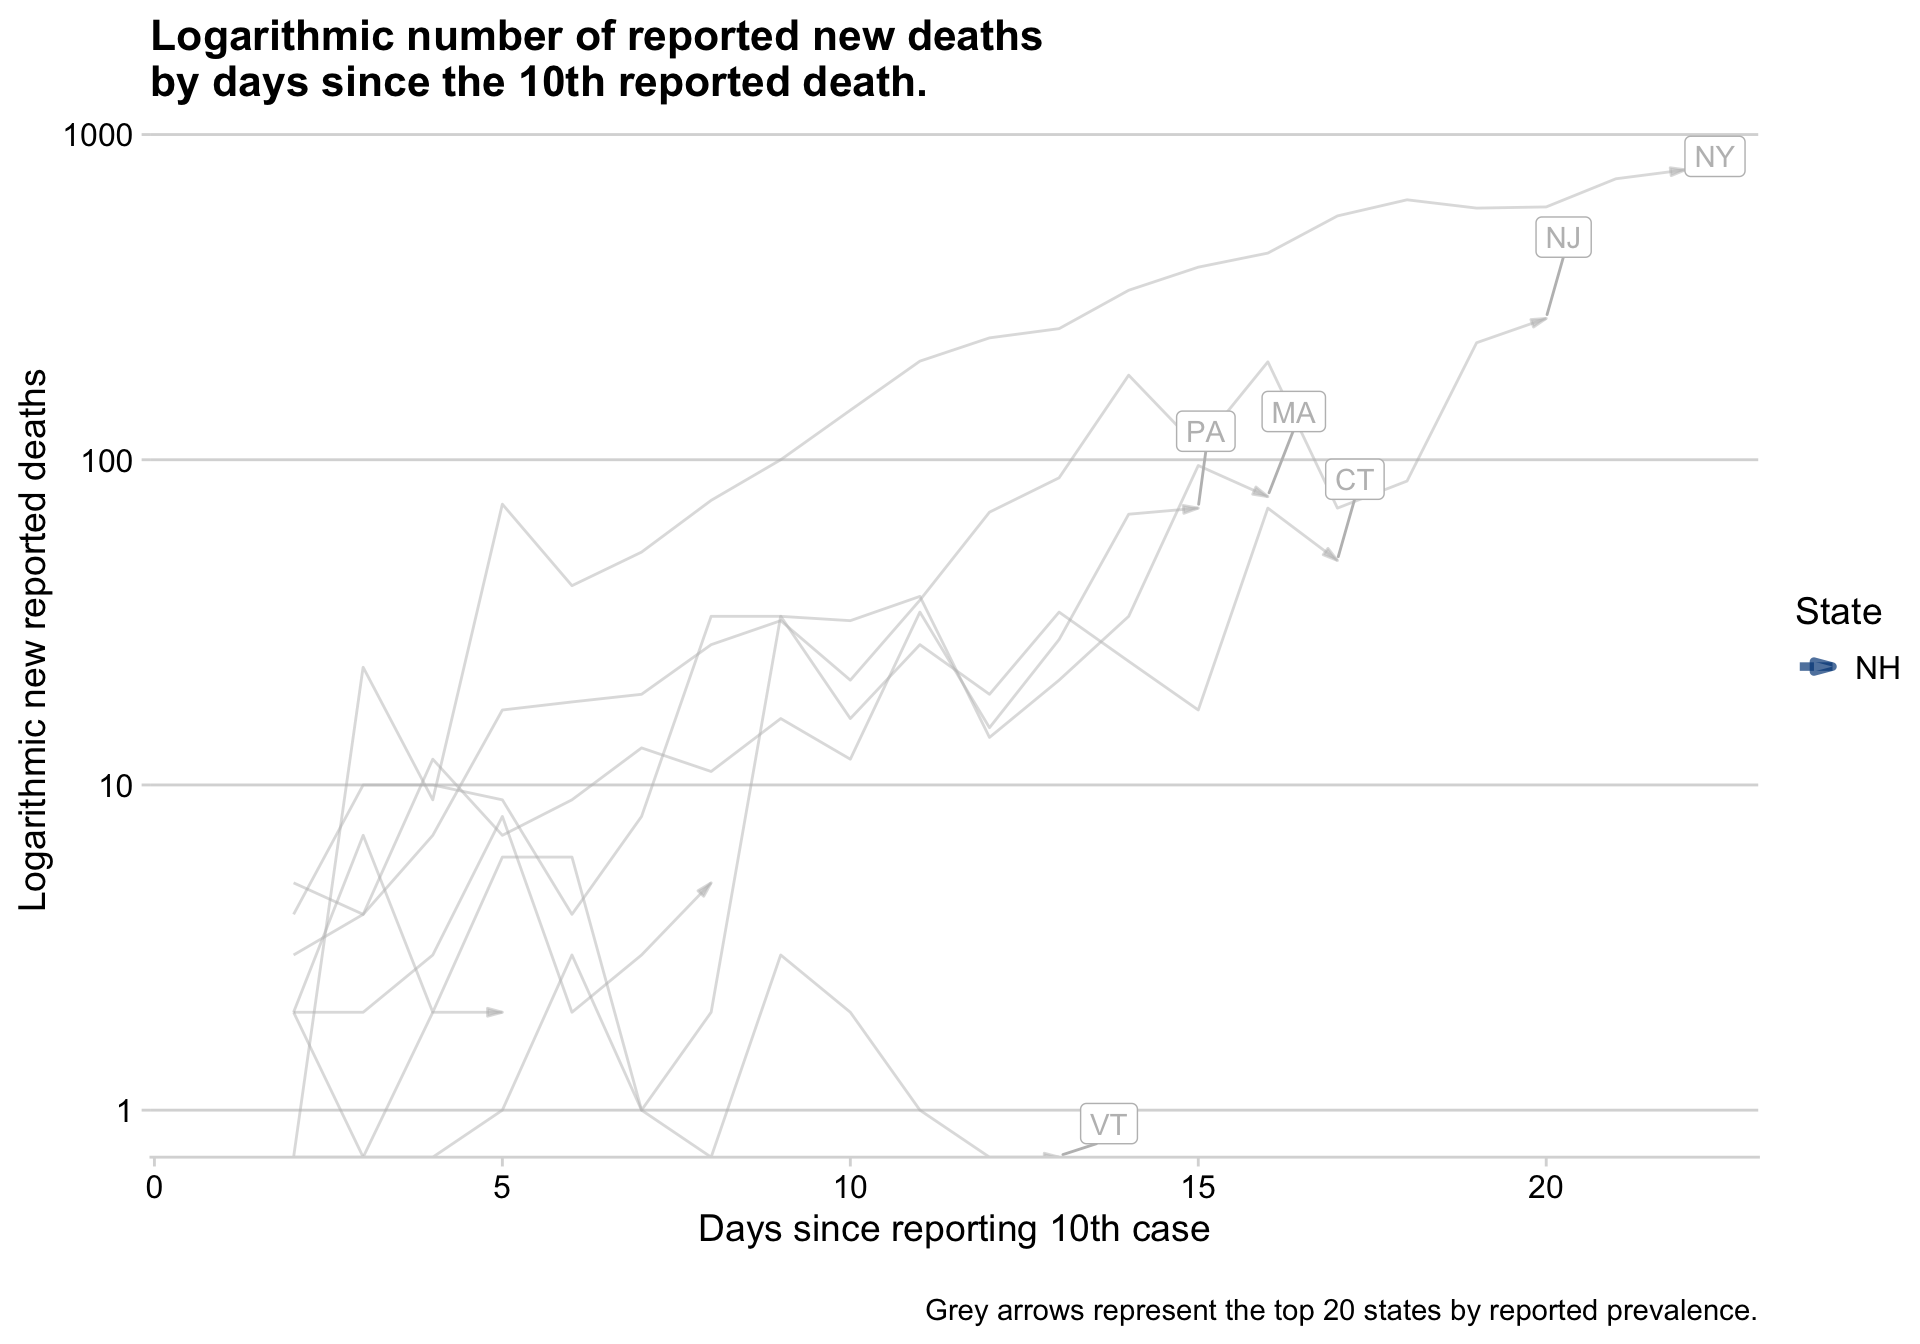 Logarithmic number of reported new deaths
by days since the 10th reported death.
1000
100
10
1
Logarithmic new reported deaths
NY
NJ
MA
PA
CT
VT
State
NH
0
5
10
15
20
Days since reporting 10th case
Grey arrows represent the top 20 states by reported prevalence.